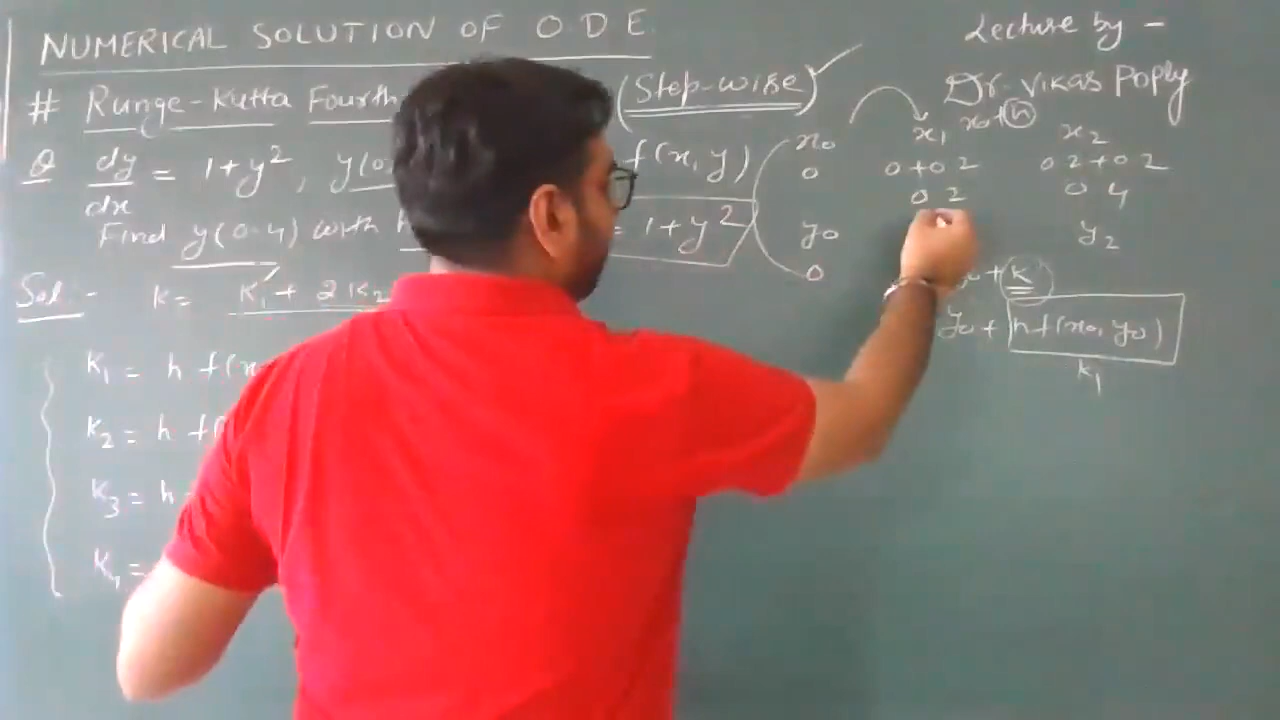 NUMERICAL SOLUTION OF O D E
Lecture by -
Dr. Vikas Poply
# Runge-Kutta Fourth (Step-wise)
Q dy/dx = 1+y², y(0 f(x, y)
= 1+y²
Find y(0.4) with h
Sol - K = K1 + 2K2
K1 = h f(x
K2 = h f(
K3 = h
K4 =
x0 x1 x0+h x2
0 0+0.2 0.2+0.2
0.2 0.4
y0 y2
0 + k
y0 + hf(x0, y0)
k1